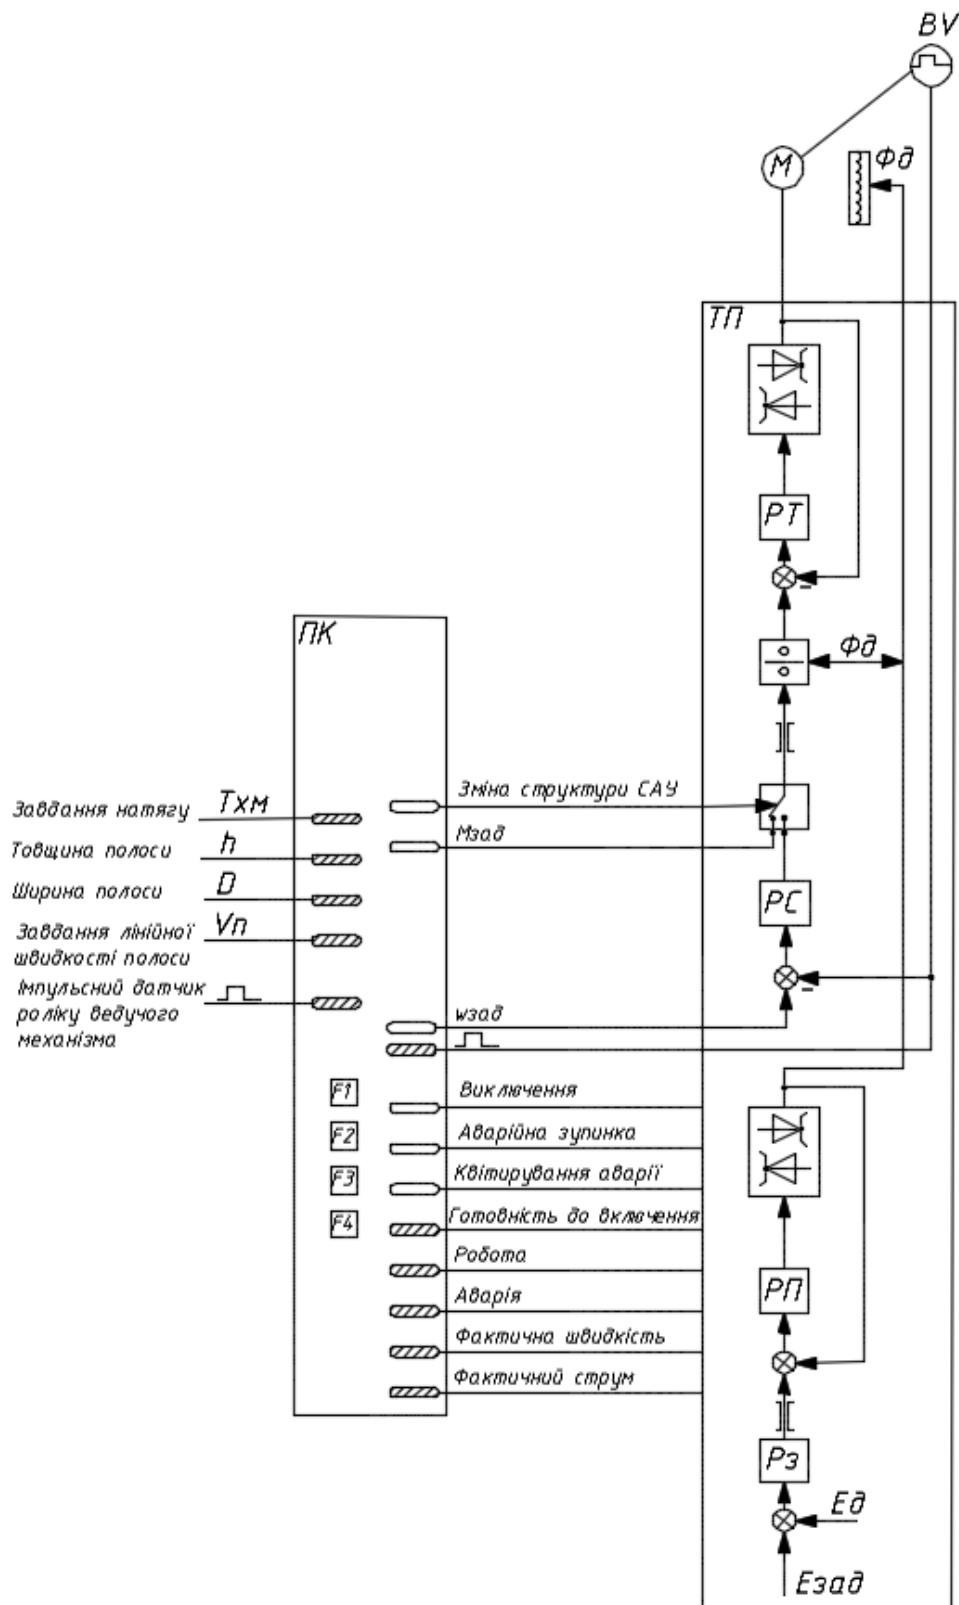 BV
M
Фд
ТП
РТ
Фд
ПК
Зміна структури САУ
Мзад
Завдання натягу
Тхм
Товщина полоси
h
Ширина полоси
D
Завдання лінійної
швидкості полоси
Vп
Імпульсний датчик
роліку ведучого
механізма
РС
wзад
F1
Виключення
F2
Аварійна зупинка
F3
Квітирування аварії
F4
Готовність до включення
Робота
Аварія
Фактична швидкість
Фактичний струм
РП
Рз
Ед
Езад